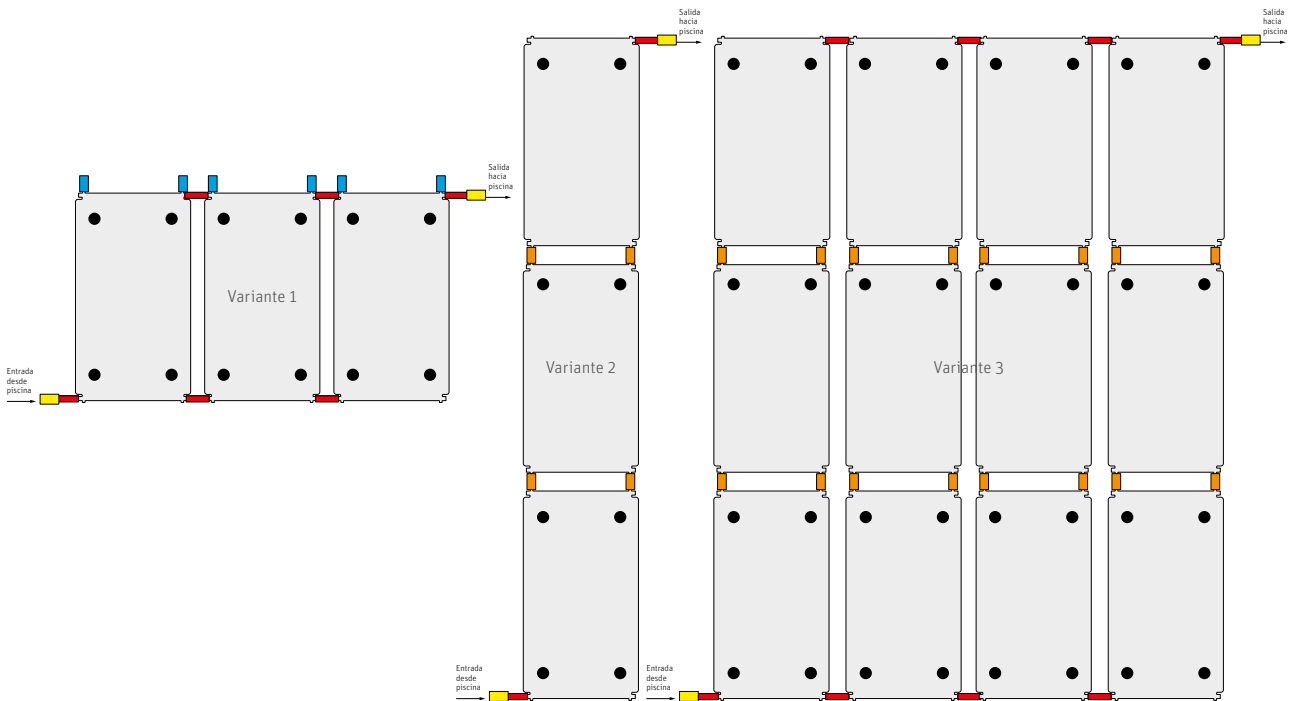 Salida
hacia
piscina
Salida
hacia
piscina
Salida
hacia
piscina
Variante 1
Entrada
desde
piscina
Variante 2
Variante 3
Entrada
desde
piscina
Entrada
desde
piscina